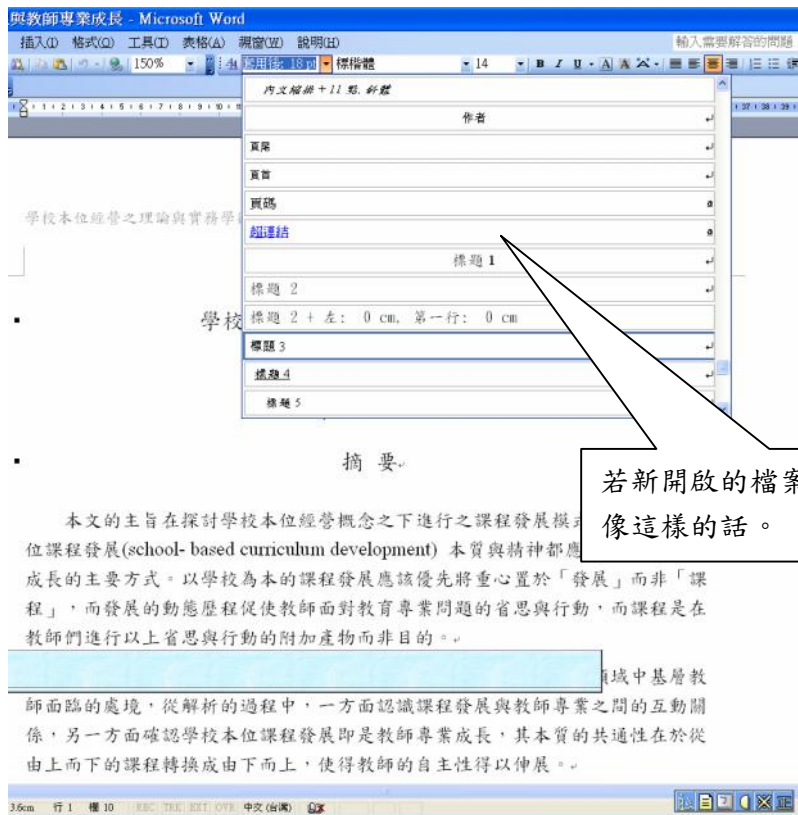 與教師專業成長 - Microsoft Word
插入(I) 格式(O) 工具(T) 表格(A) 視窗(W) 說明(H) 輸入需要解答的問題
150% 套用後: 18 pt 標楷體 14 B I U A A
內文縮排 + 11 點, 斜體
作者
頁尾
頁首
頁碼
超連結
學校本位經營之理論與實務學
標題 1
標題 2
標題 2 + 左: 0 cm, 第一行: 0 cm
學校
標題 3
標題 4
標題 5
若新開啟的檔案
像這樣的話。
摘 要
本文的主旨在探討學校本位經營概念之下進行之課程發展模
位課程發展(school- based curriculum development) 本質與精神都應
成長的主要方式。以學校為本的課程發展應該優先將重心置於「發展」而非「課
程」,而發展的動態歷程促使教師面對教育專業問題的省思與行動,而課程是在
教師們進行以上省思與行動的附加產物而非目的。
域中基層教
師面臨的處境,從解析的過程中,一方面認識課程發展與教師專業之間的互動關
係,另一方面確認學校本位課程發展即是教師專業成長,其本質的共通性在於從
由上而下的課程轉換成由下而上,使得教師的自主性得以伸展。
3.6cm 行 1 欄 10 REC TRK EXT OVR 中文 (台灣)